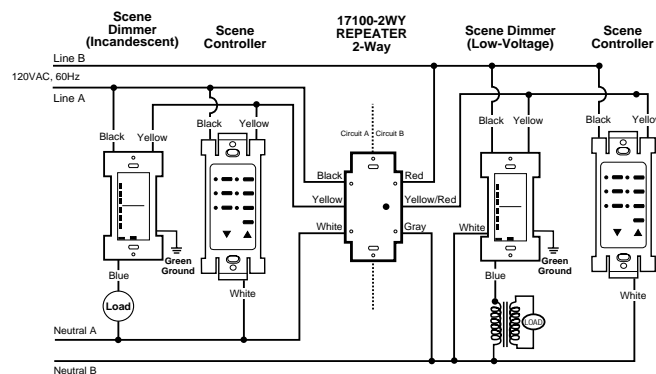 Scene
Dimmer
(Incandescent)
Scene
Controller
17100-2WY
REPEATER
2-Way
Scene Dimmer
(Low-Voltage)
Scene
Controller
Line B
120VAC, 60Hz
Line A
Black
Yellow
Black
Yellow
Circuit A
Circuit B
Black
Yellow
Black
Black
Red
Yellow
Yellow/Red
White
Gray
White
Green
Ground
Green
Ground
Blue
White
Blue
White
Load
LOAD
Neutral A
Neutral B